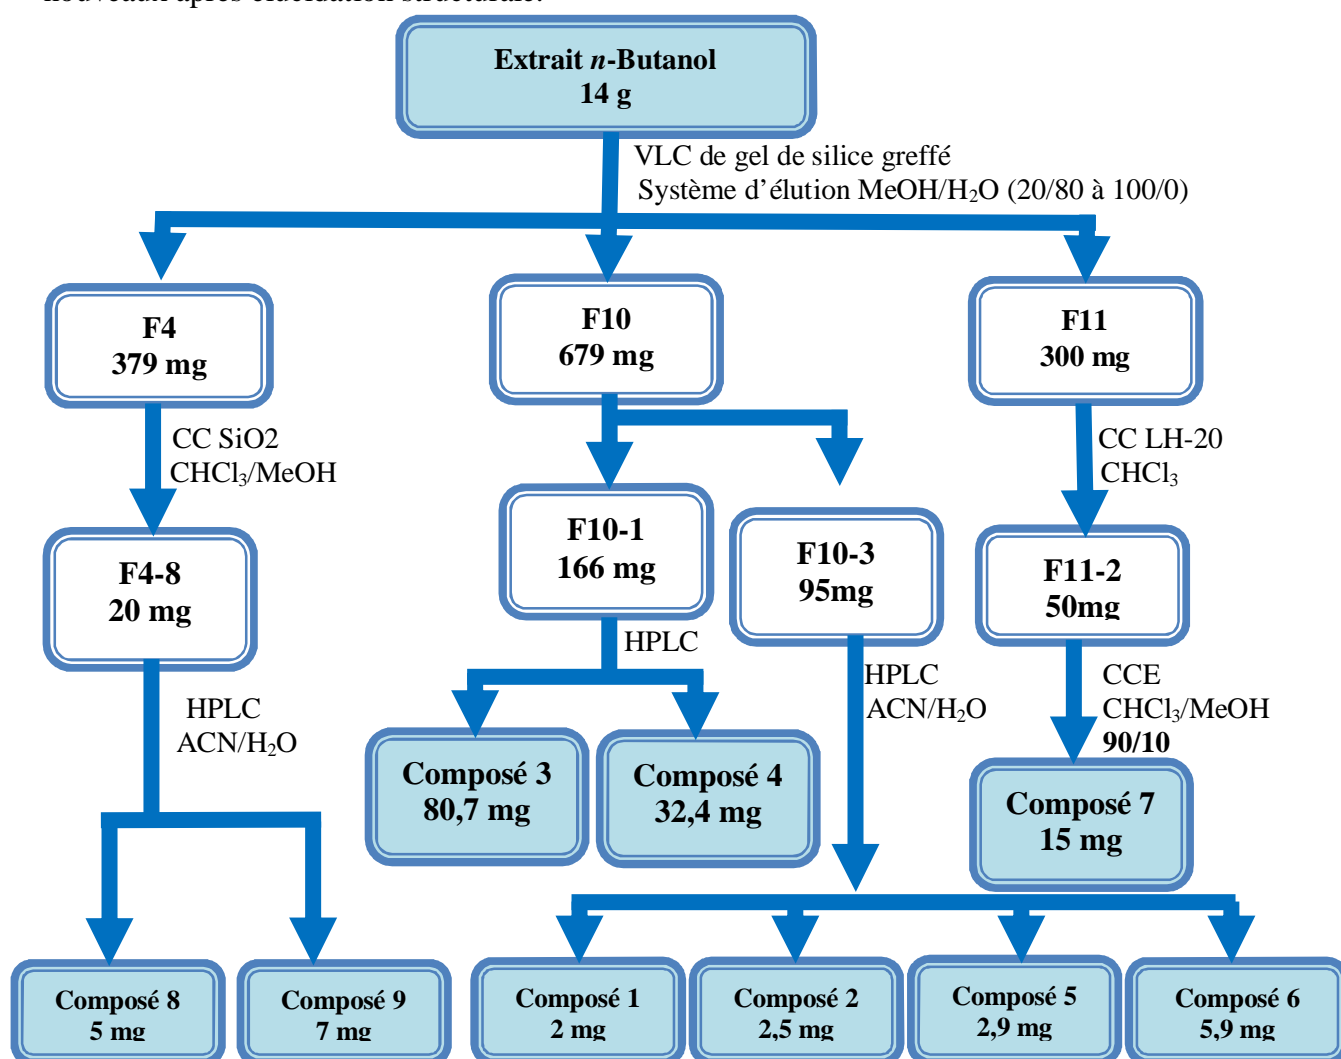 nouveaux après élucidation structurale.
Extrait n-Butanol
14 g
VLC de gel de silice greffé
Système d'élution MeOH/H₂O (20/80 à 100/0)
F4
379 mg
F10
679 mg
F11
300 mg
CC SiO2
CHCl₃/MeOH
CC LH-20
CHCl₃
F4-8
20 mg
F10-1
166 mg
F10-3
95mg
F11-2
50mg
HPLC
ACN/H₂O
HPLC
HPLC
ACN/H₂O
CCE
CHCl₃/MeOH
90/10
Composé 3
80,7 mg
Composé 4
32,4 mg
Composé 7
15 mg
Composé 8
5 mg
Composé 9
7 mg
Composé 1
2 mg
Composé 2
2,5 mg
Composé 5
2,9 mg
Composé 6
5,9 mg